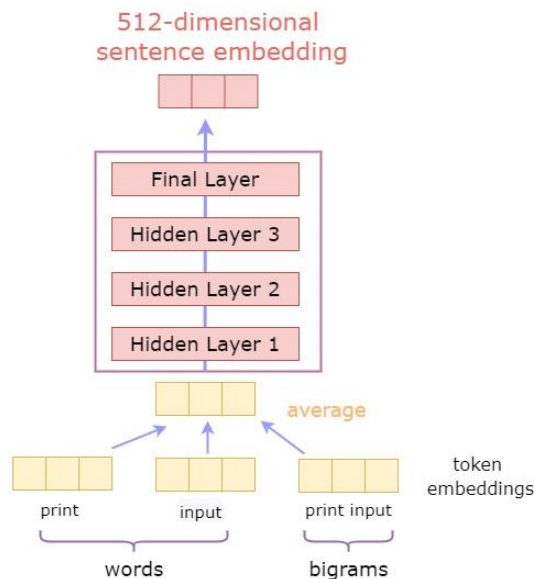 512-dimensional
sentence embedding
Final Layer
Hidden Layer 3
Hidden Layer 2
Hidden Layer 1
average
token
embeddings
print
input
print input
words
bigrams